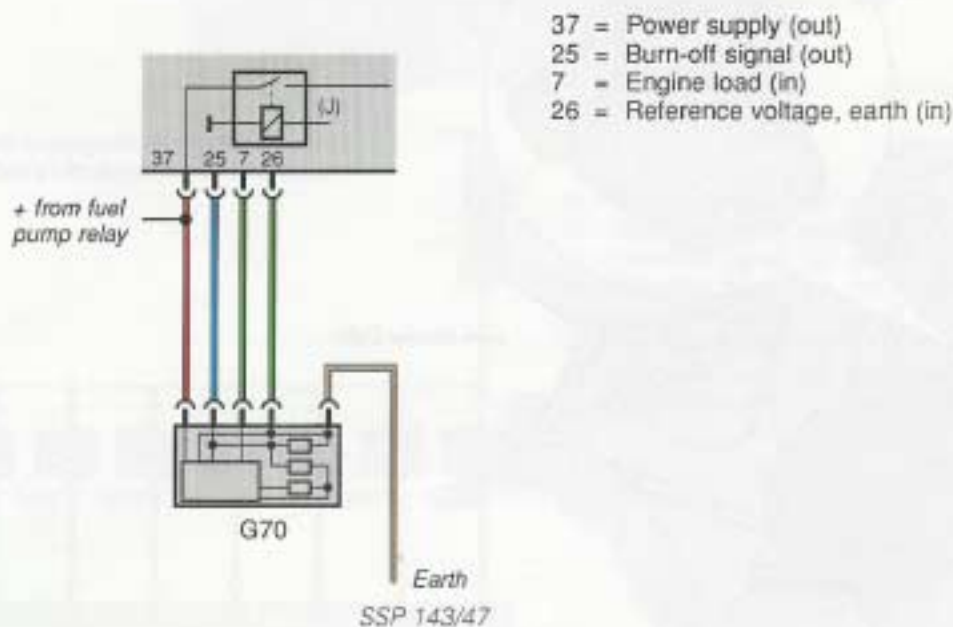 37 = Power supply (out)
25 = Burn-off signal (out)
7 = Engine load (in)
26 = Reference voltage, earth (in)
(J)
37 25 7 26
+ from fuel
pump relay
G70
Earth
SSP 143/47